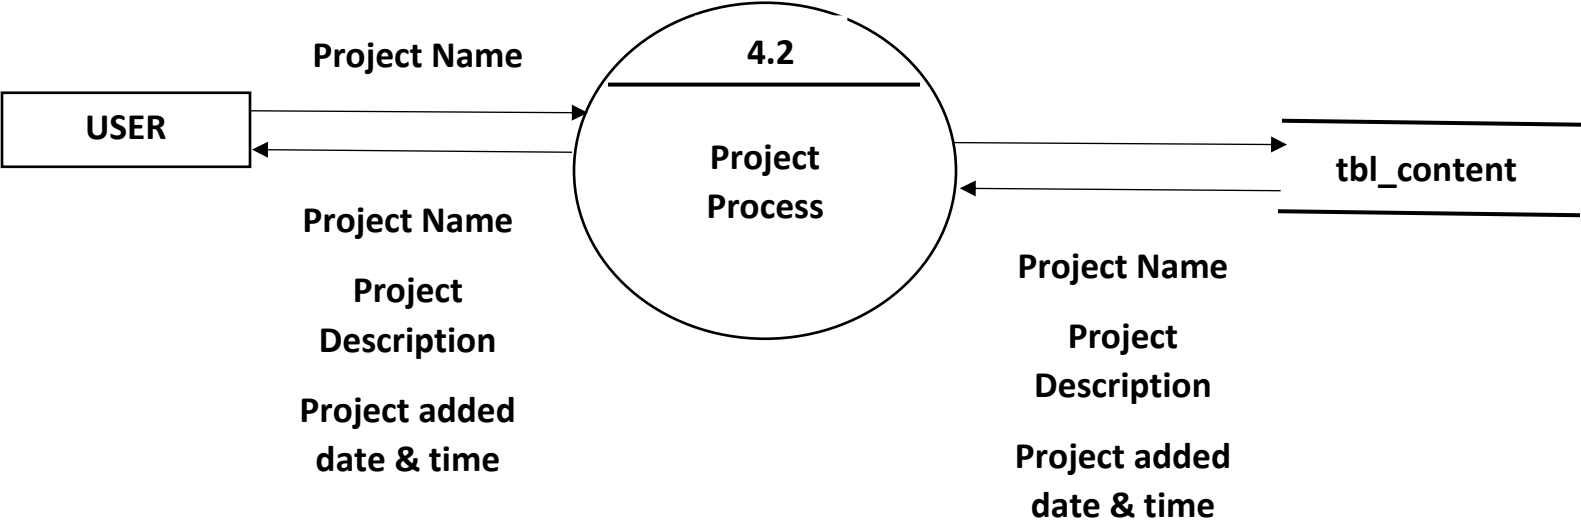 Project Name
4.2
USER
Project
Process
tbl_content
Project Name
Project
Description
Project added
date & time
Project Name
Project
Description
Project added
date & time